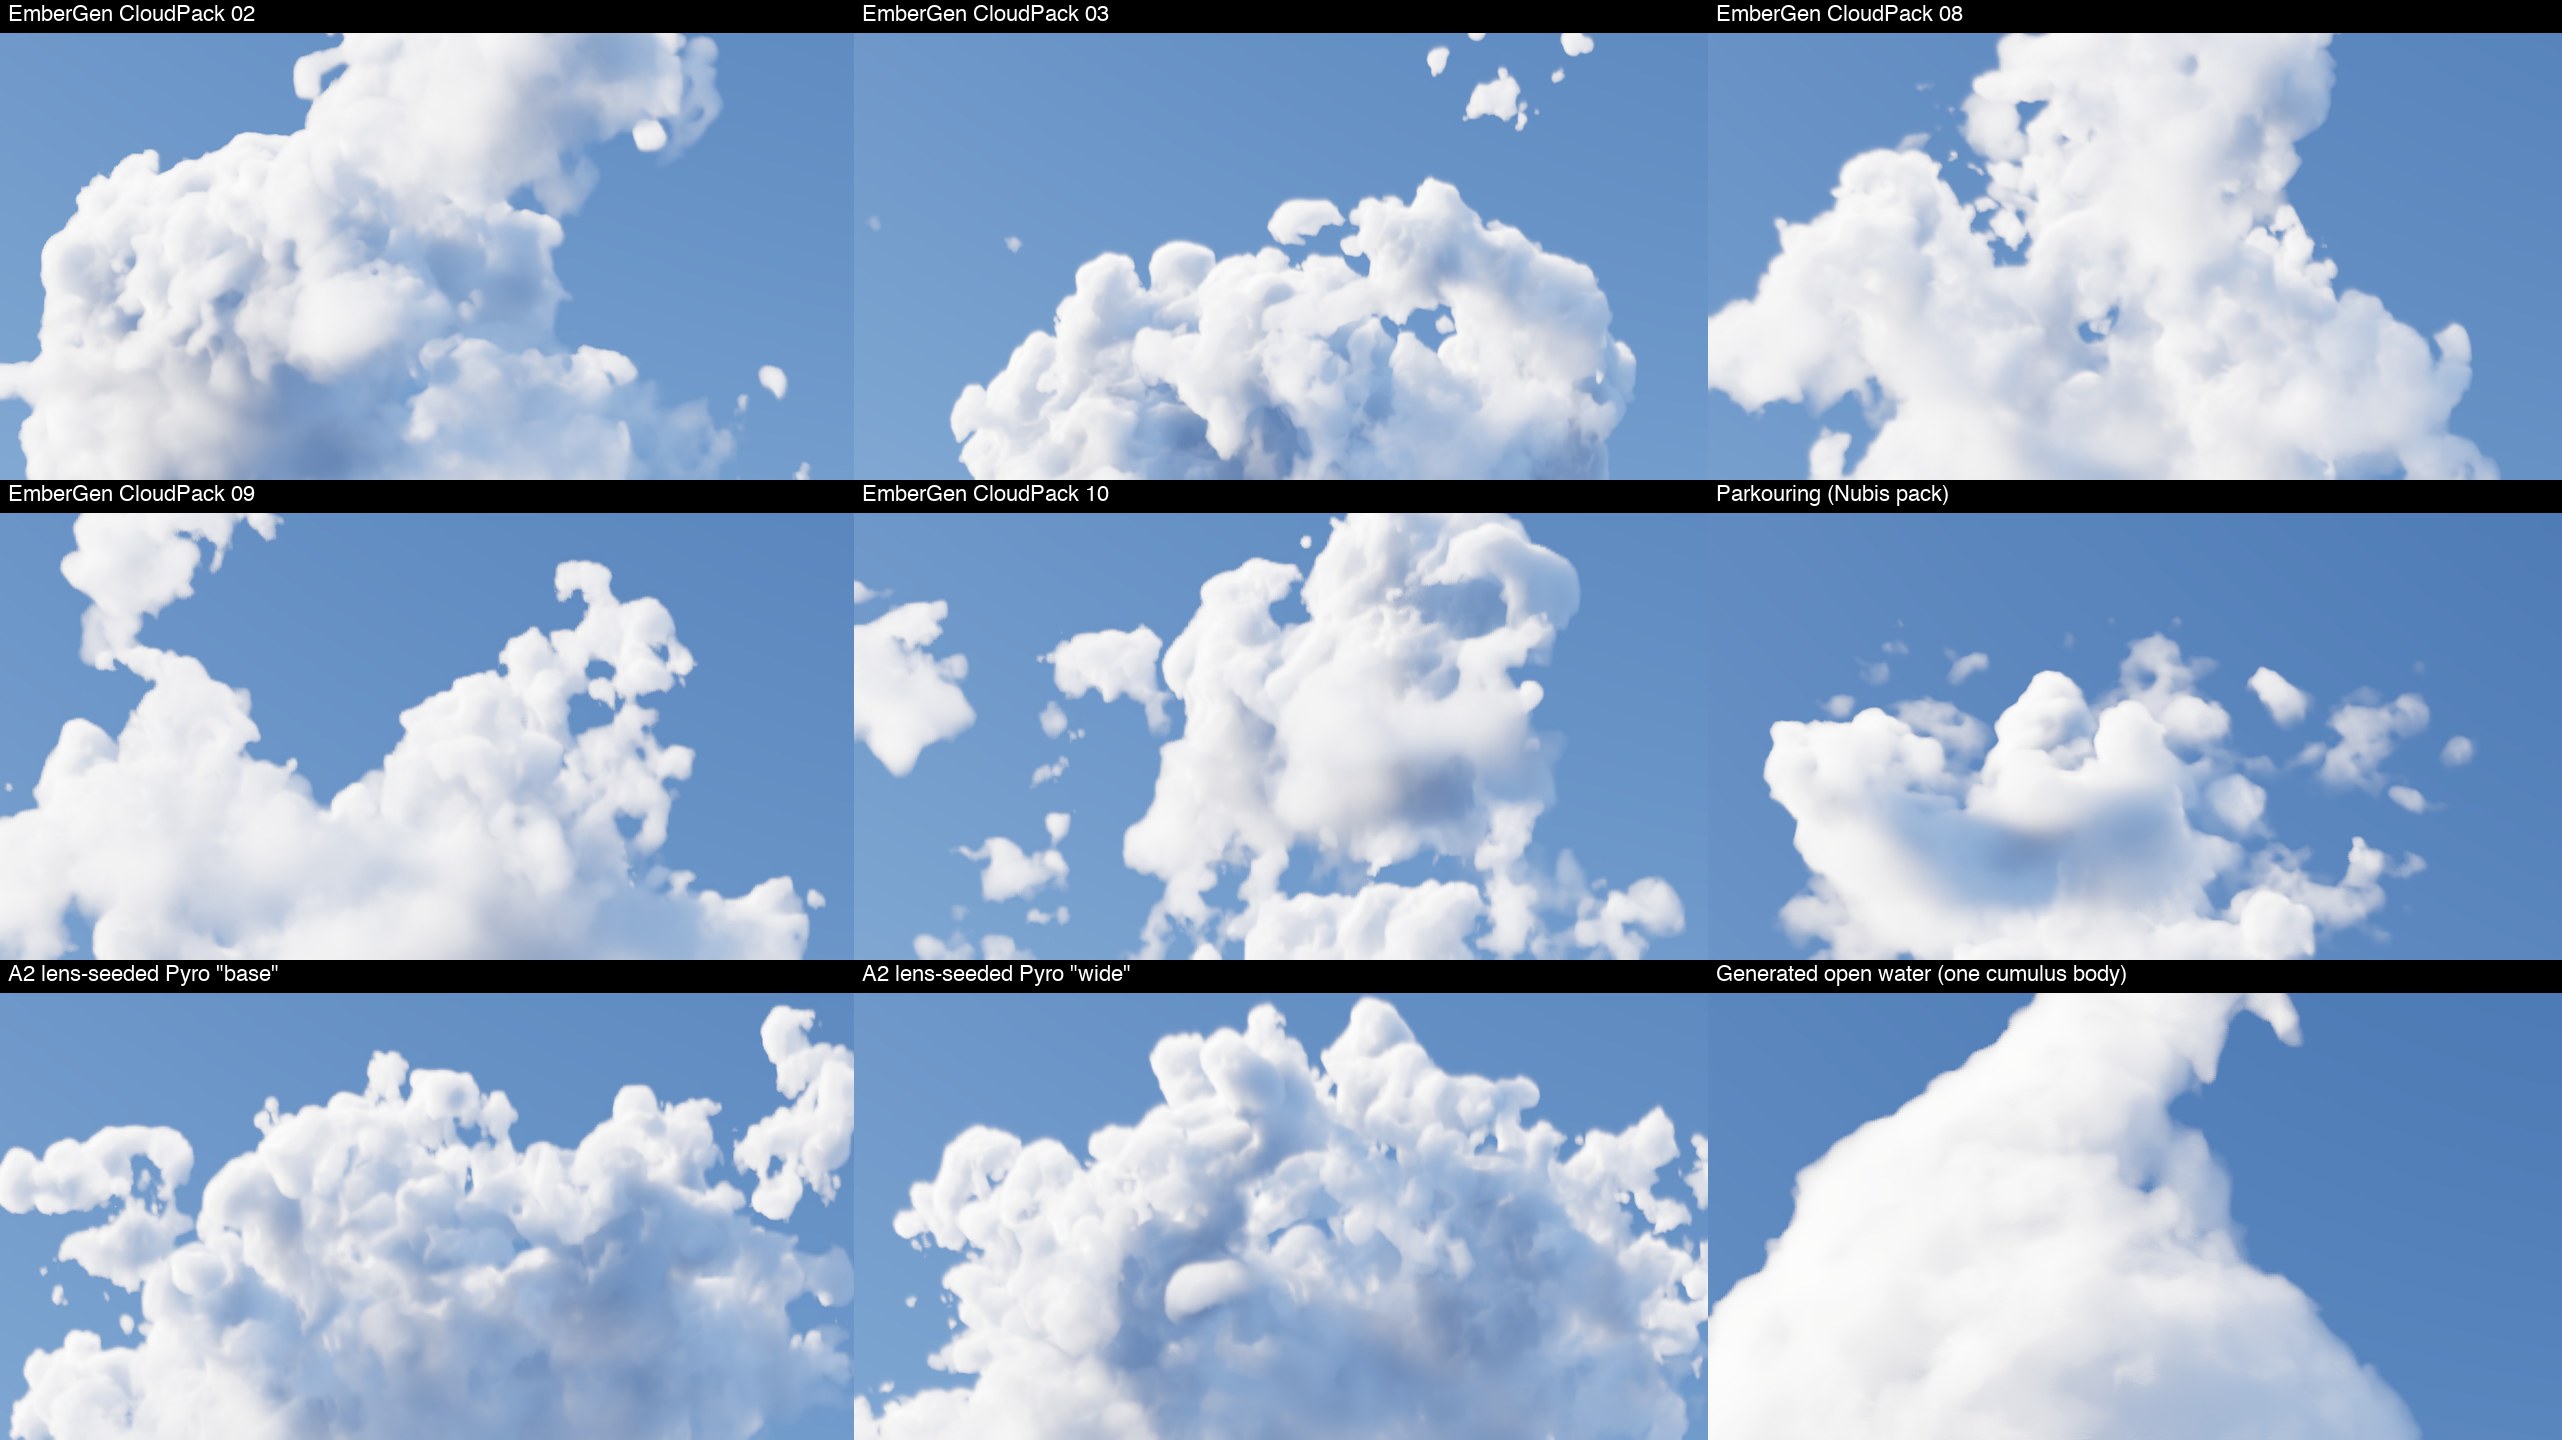 EmberGen CloudPack 02
EmberGen CloudPack 03
EmberGen CloudPack 08
EmberGen CloudPack 09
EmberGen CloudPack 10
Parkouring (Nubis pack)
A2 lens-seeded Pyro "base"
A2 lens-seeded Pyro "wide"
Generated open water (one cumulus body)